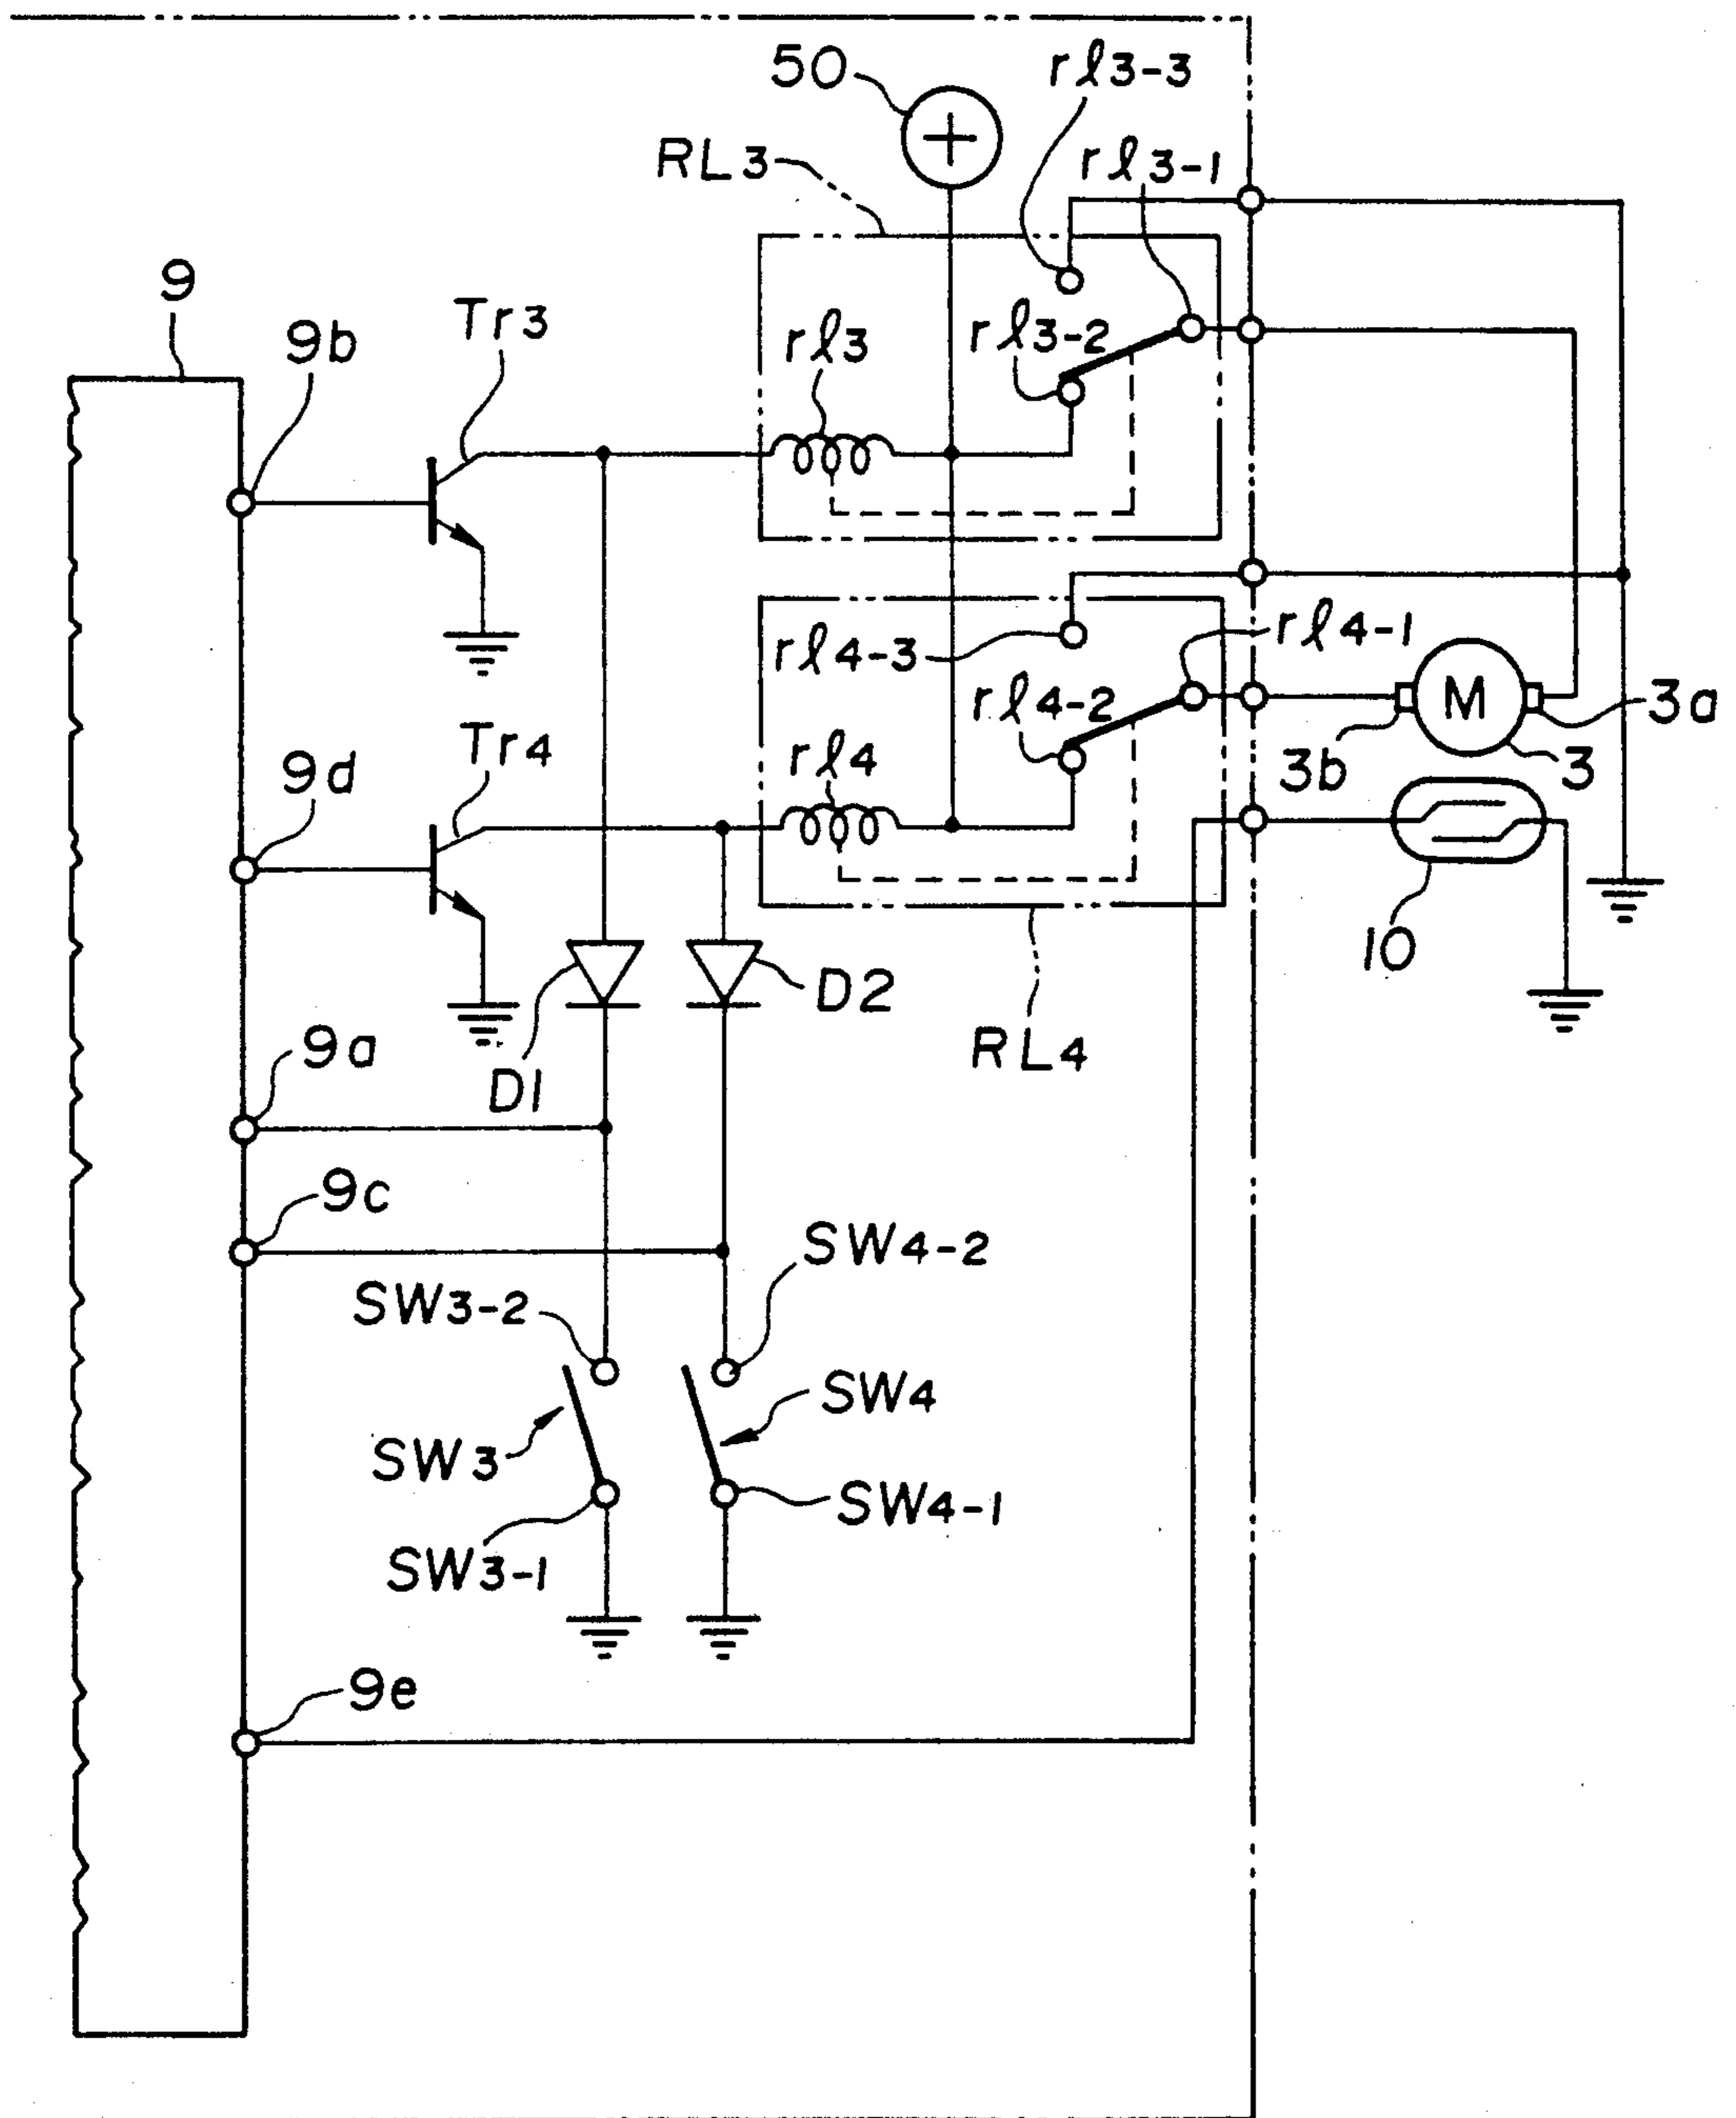 50
rl3-3
RL3
rl3-1
9
9b
Tr3
rl3
rl3-2
rl4-3
rl4-1
M
3a
3b
3
rl4-2
9d
Tr4
rl4
10
D2
D1
RL4
9a
9c
SW4-2
SW3-2
SW4
SW3
SW4-1
SW3-1
9e